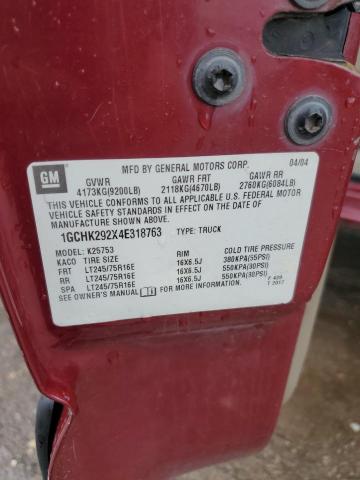 GM
MFD BY GENERAL MOTORS CORP. 04/04
GVWR GAWR FRT GAWR RR
4173KG(9200LB) 2118KG(4670LB) 2760KG(6084LB)
THIS VEHICLE CONFORMS TO ALL APPLICABLE U.S. FEDERAL MOTOR
VEHICLE SAFETY STANDARDS IN EFFECT ON THE DATE OF
MANUFACTURE SHOWN ABOVE.
1GCHK292X4E318763 TYPE: TRUCK
MODEL: K25753
KACO TIRE SIZE RIM COLD TIRE PRESSURE
FRT LT245/75R16E 16X6.5J 380KPA(55PSI)
RR LT245/75R16E 16X6.5J 550KPA(80PSI)
SPA LT245/75R16E 16X6.5J 550KPA(80PSI)
SEE OWNER'S MANUAL FOR MORE INFORMATION.